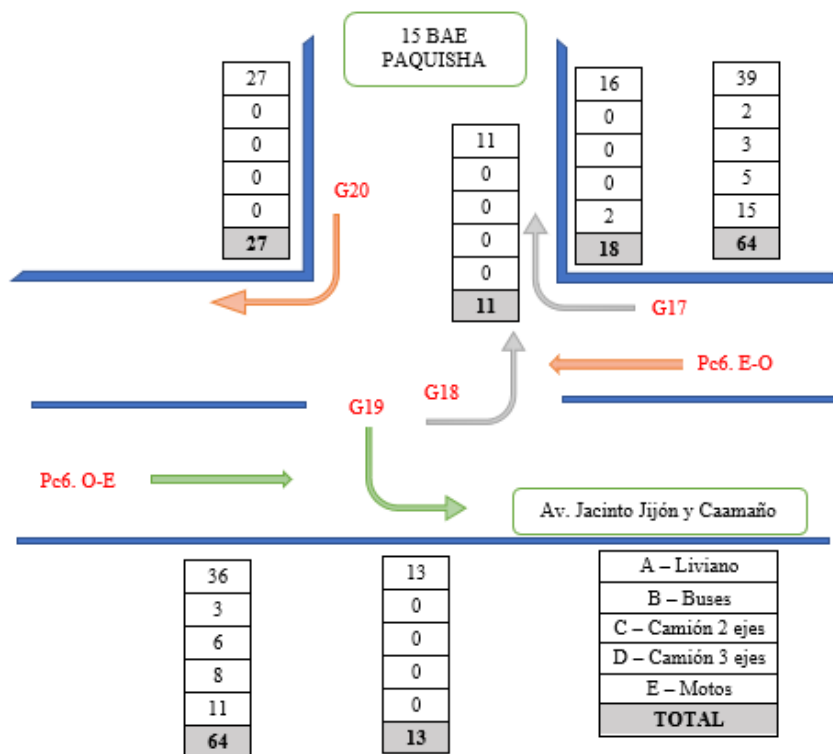 15 BAE
PAQUISHA
27
0
0
0
0
27
11
0
0
0
0
11
16
0
0
0
2
18
39
2
3
5
15
64
G20
G17
Pc6. E-O
G18
G19
Pc6. O-E
Av. Jacinto Jijón y Caamaño
36
3
6
8
11
64
13
0
0
0
0
13
A – Liviano
B – Buses
C – Camión 2 ejes
D – Camión 3 ejes
E – Motos
TOTAL